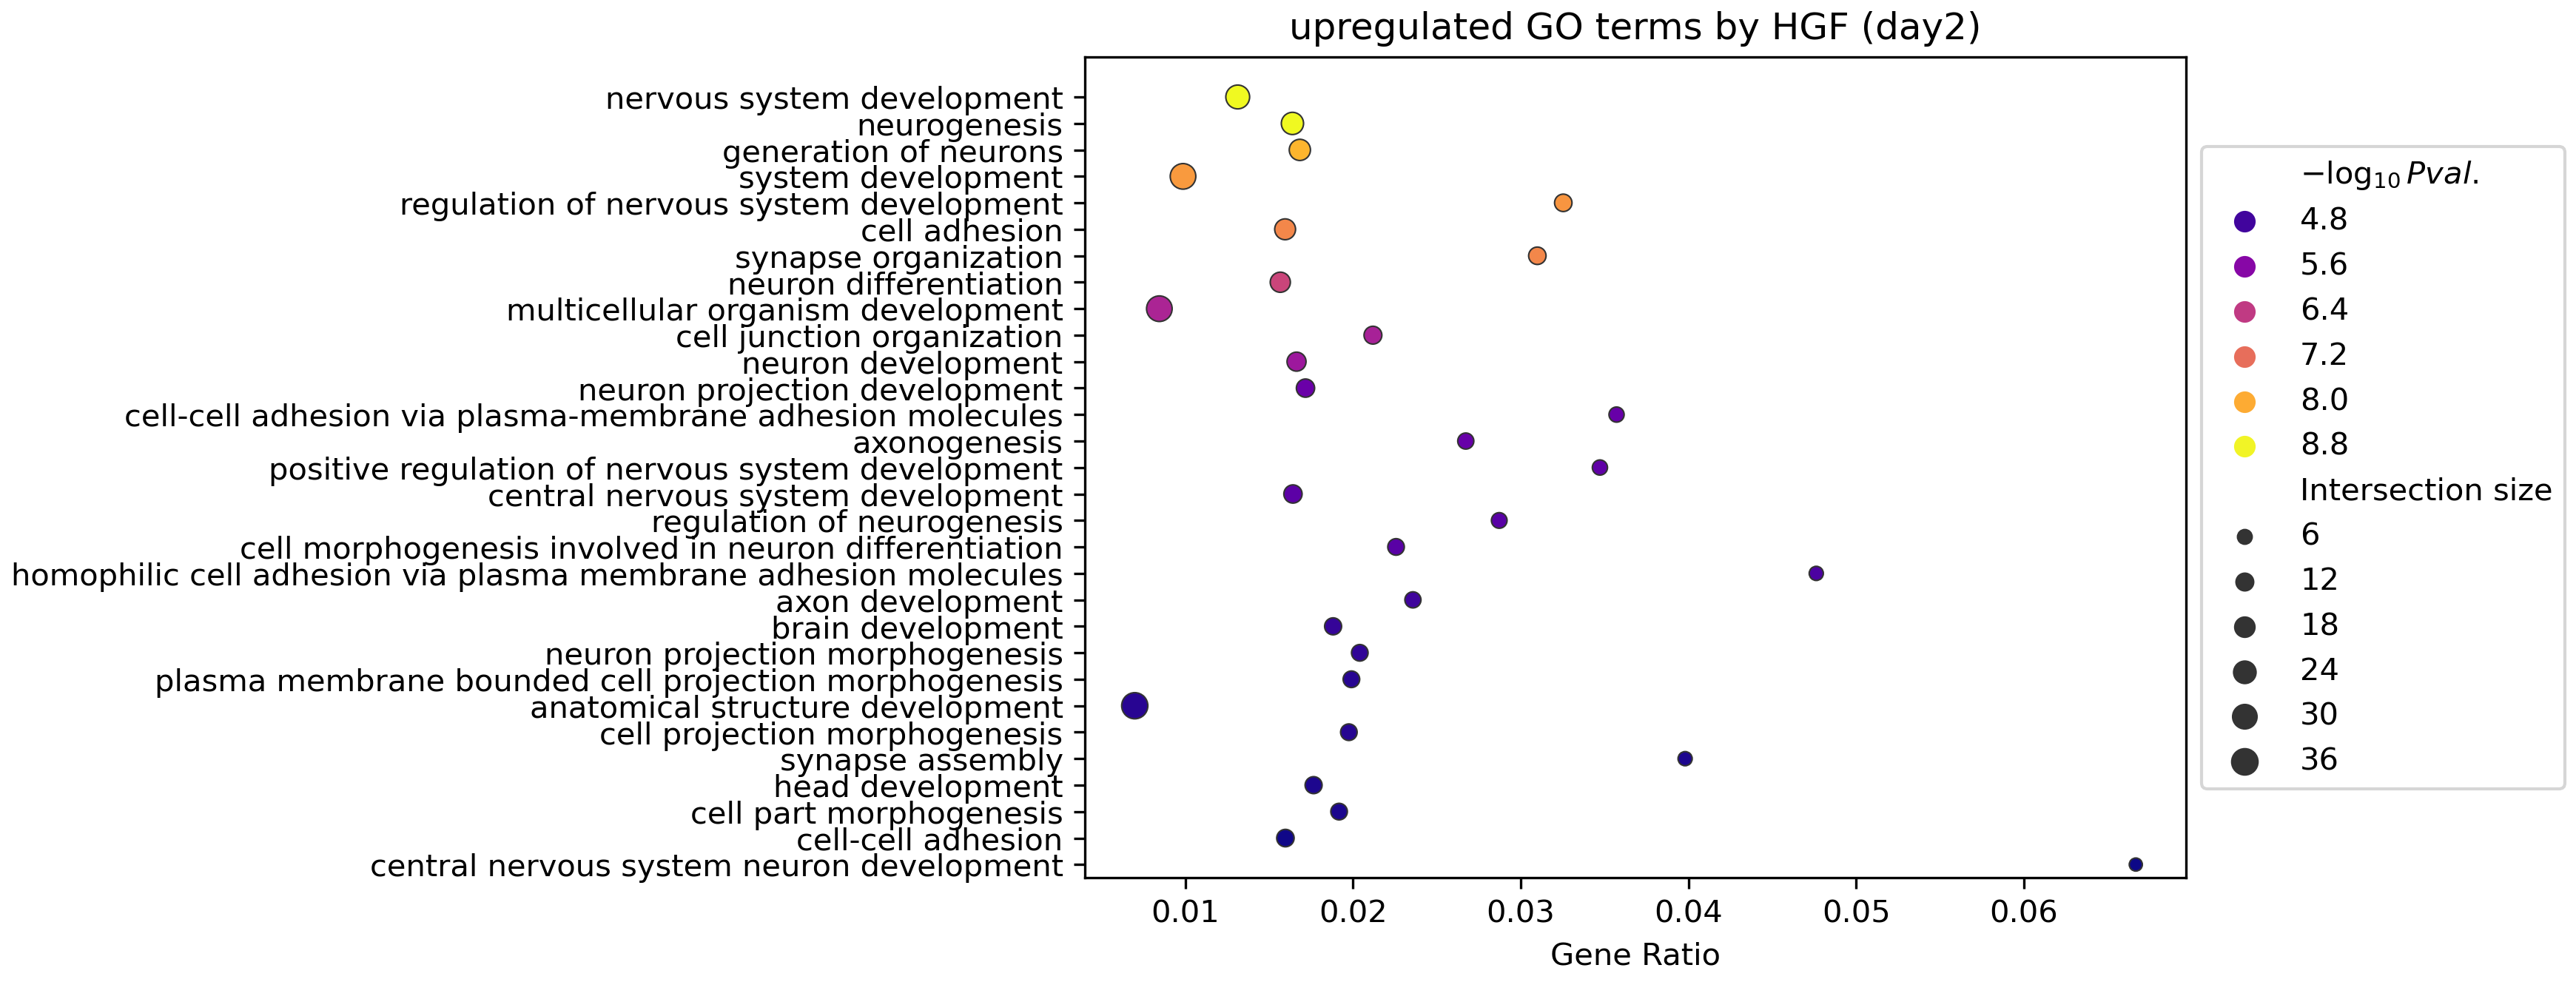 upregulated GO terms by HGF (day2)
nervous system development
neurogenesis
generation of neurons
system development
regulation of nervous system development
cell adhesion
synapse organization
neuron differentiation
multicellular organism development
cell junction organization
neuron development
neuron projection development
cell-cell adhesion via plasma-membrane adhesion molecules
axonogenesis
positive regulation of nervous system development
central nervous system development
regulation of neurogenesis
cell morphogenesis involved in neuron differentiation
homophilic cell adhesion via plasma membrane adhesion molecules
axon development
brain development
neuron projection morphogenesis
plasma membrane bounded cell projection morphogenesis
anatomical structure development
cell projection morphogenesis
synapse assembly
head development
cell part morphogenesis
cell-cell adhesion
central nervous system neuron development
0.01 0.02 0.03 0.04 0.05 0.06
Gene Ratio
−log₁₀ Pval.
4.8
5.6
6.4
7.2
8.0
8.8
Intersection size
6
12
18
24
30
36